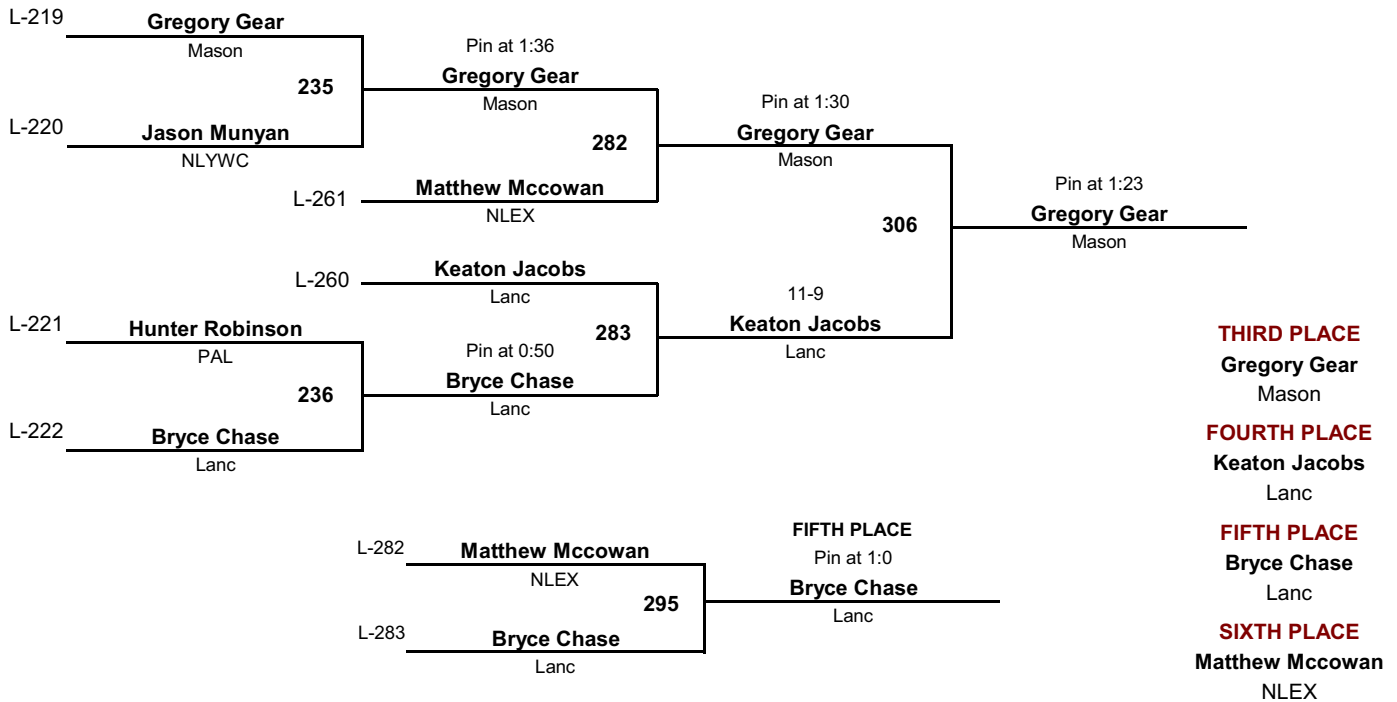 L-219
Gregory Gear
Mason
235
L-220
Jason Munyan
NLYWC
Pin at 1:36
Gregory Gear
Mason
282
L-261
Matthew Mccowan
NLEX
Pin at 1:30
Gregory Gear
Mason
306
Pin at 1:23
Gregory Gear
Mason
L-260
Keaton Jacobs
Lanc
283
11-9
Keaton Jacobs
Lanc
L-221
Hunter Robinson
PAL
236
Pin at 0:50
Bryce Chase
Lanc
L-222
Bryce Chase
Lanc
L-282
Matthew Mccowan
NLEX
295
L-283
Bryce Chase
Lanc
FIFTH PLACE
Pin at 1:0
Bryce Chase
Lanc
THIRD PLACE
Gregory Gear
Mason
FOURTH PLACE
Keaton Jacobs
Lanc
FIFTH PLACE
Bryce Chase
Lanc
SIXTH PLACE
Matthew Mccowan
NLEX